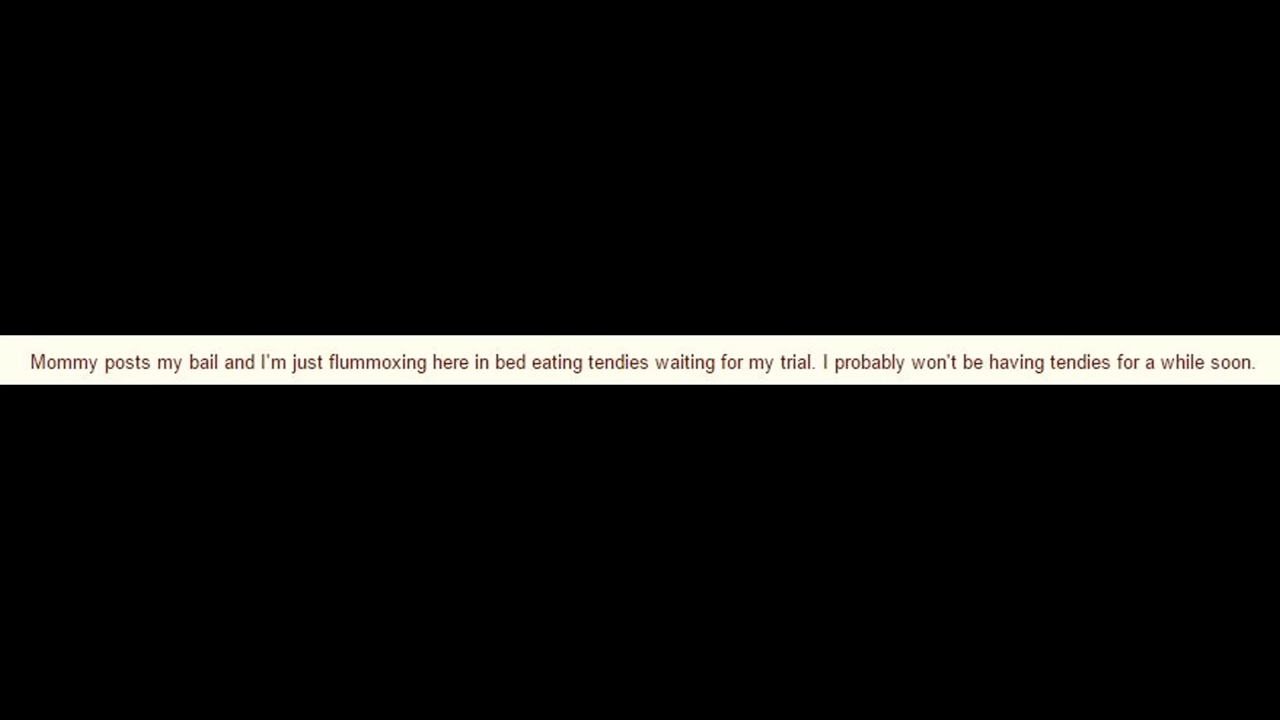 Mommy posts my bail and I'm just flummoxing here in bed eating tendies waiting for my trial. I probably won't be having tendies for a while soon.